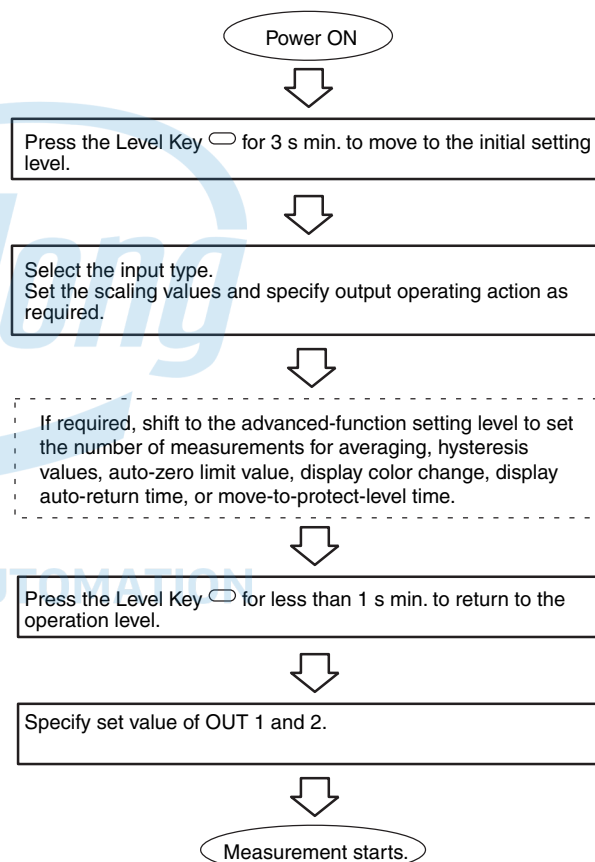 Power ON
Press the Level Key for 3 s min. to move to the initial setting
level.
Select the input type.
Set the scaling values and specify output operating action as
required.
If required, shift to the advanced-function setting level to set
the number of measurements for averaging, hysteresis
values, auto-zero limit value, display color change, display
auto-return time, or move-to-protect-level time.
Press the Level Key for less than 1 s min. to return to the
operation level.
Specify set value of OUT 1 and 2.
Measurement starts.